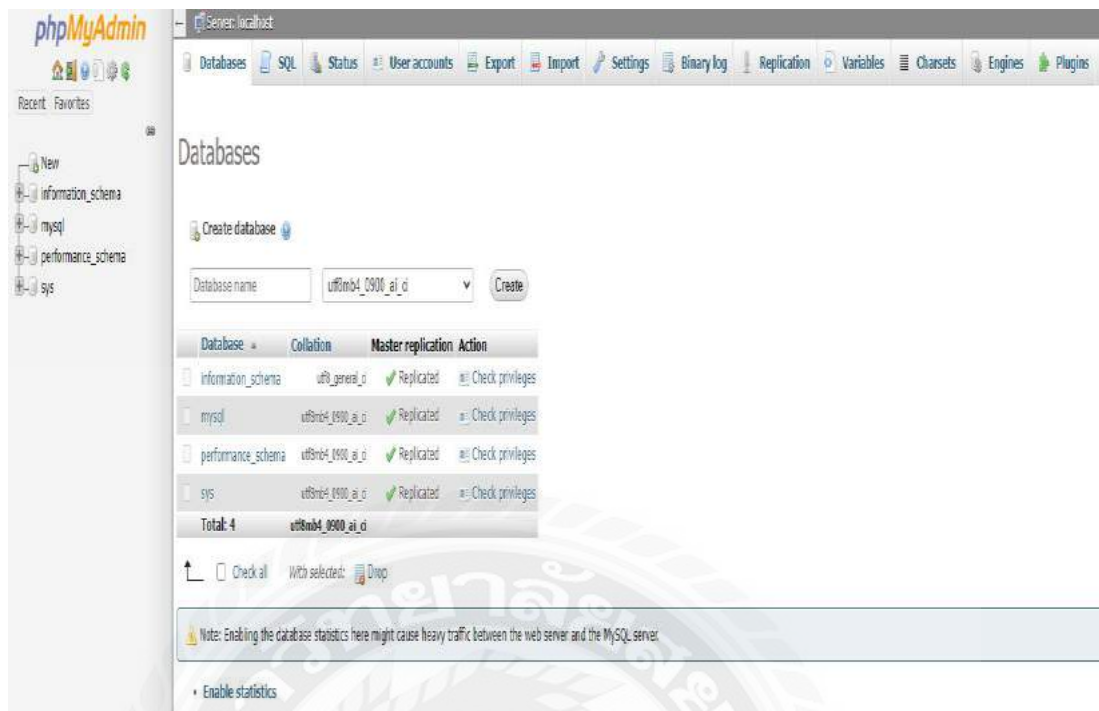 phpMyAdmin
Recent Favorites
New
information_schema
mysql
performance_schema
sys
Server: localhost
Databases SQL Status User accounts Export Import Settings Binary log Replication Variables Charsets Engines Plugins
Databases
Create database
Database name utf8mb4_0900_ai_ci Create
Database Collation Master replication Action
information_schema utf8_general_ci Replicated Check privileges
mysql utf8mb4_0900_ai_ci Replicated Check privileges
performance_schema utf8mb4_0900_ai_ci Replicated Check privileges
sys utf8mb4_0900_ai_ci Replicated Check privileges
Total: 4 utf8mb4_0900_ai_ci
Check all With selected: Drop
Note: Enabling the database statistics here might cause heavy traffic between the web server and the MySQL server.
Enable statistics